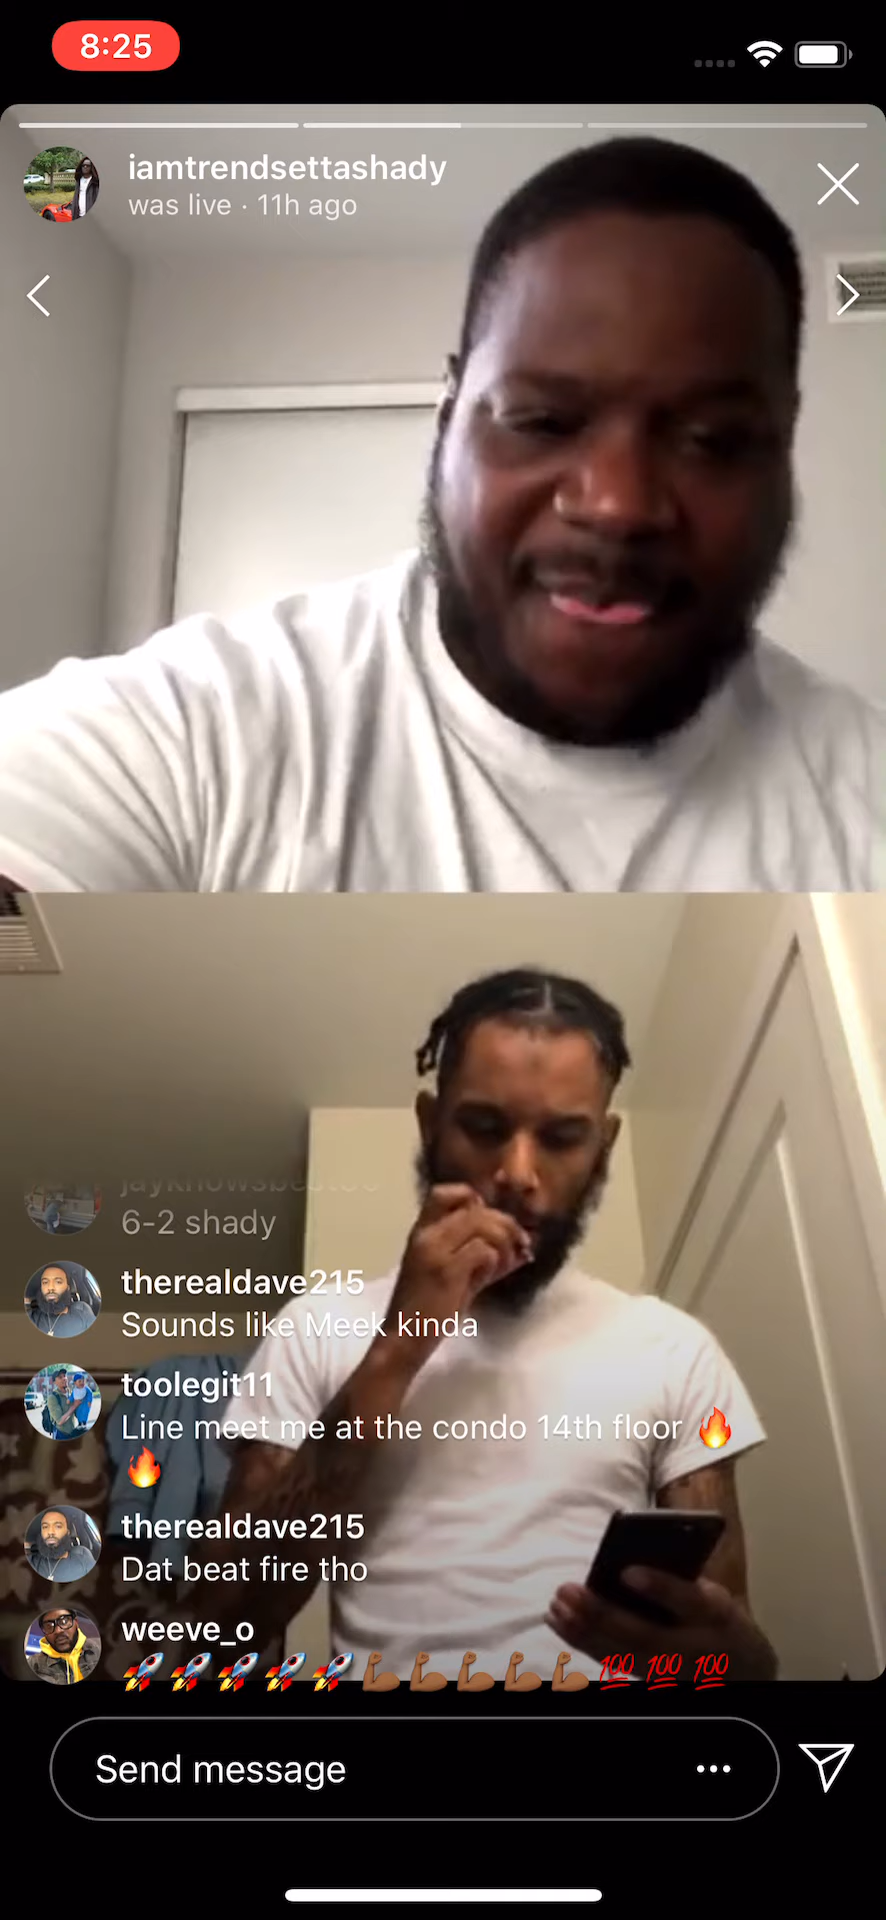 8:25
iamtrendsettashady
was live · 11h ago
6-2 shady
therealdave215
Sounds like Meek kinda
toolegit11
Line meet me at the condo 14th floor 🔥
🔥
therealdave215
Dat beat fire tho
weeve_o
🚀🚀🚀🚀🚀💪🏾💪🏾💪🏾💪🏾💪🏾💯💯💯
Send message